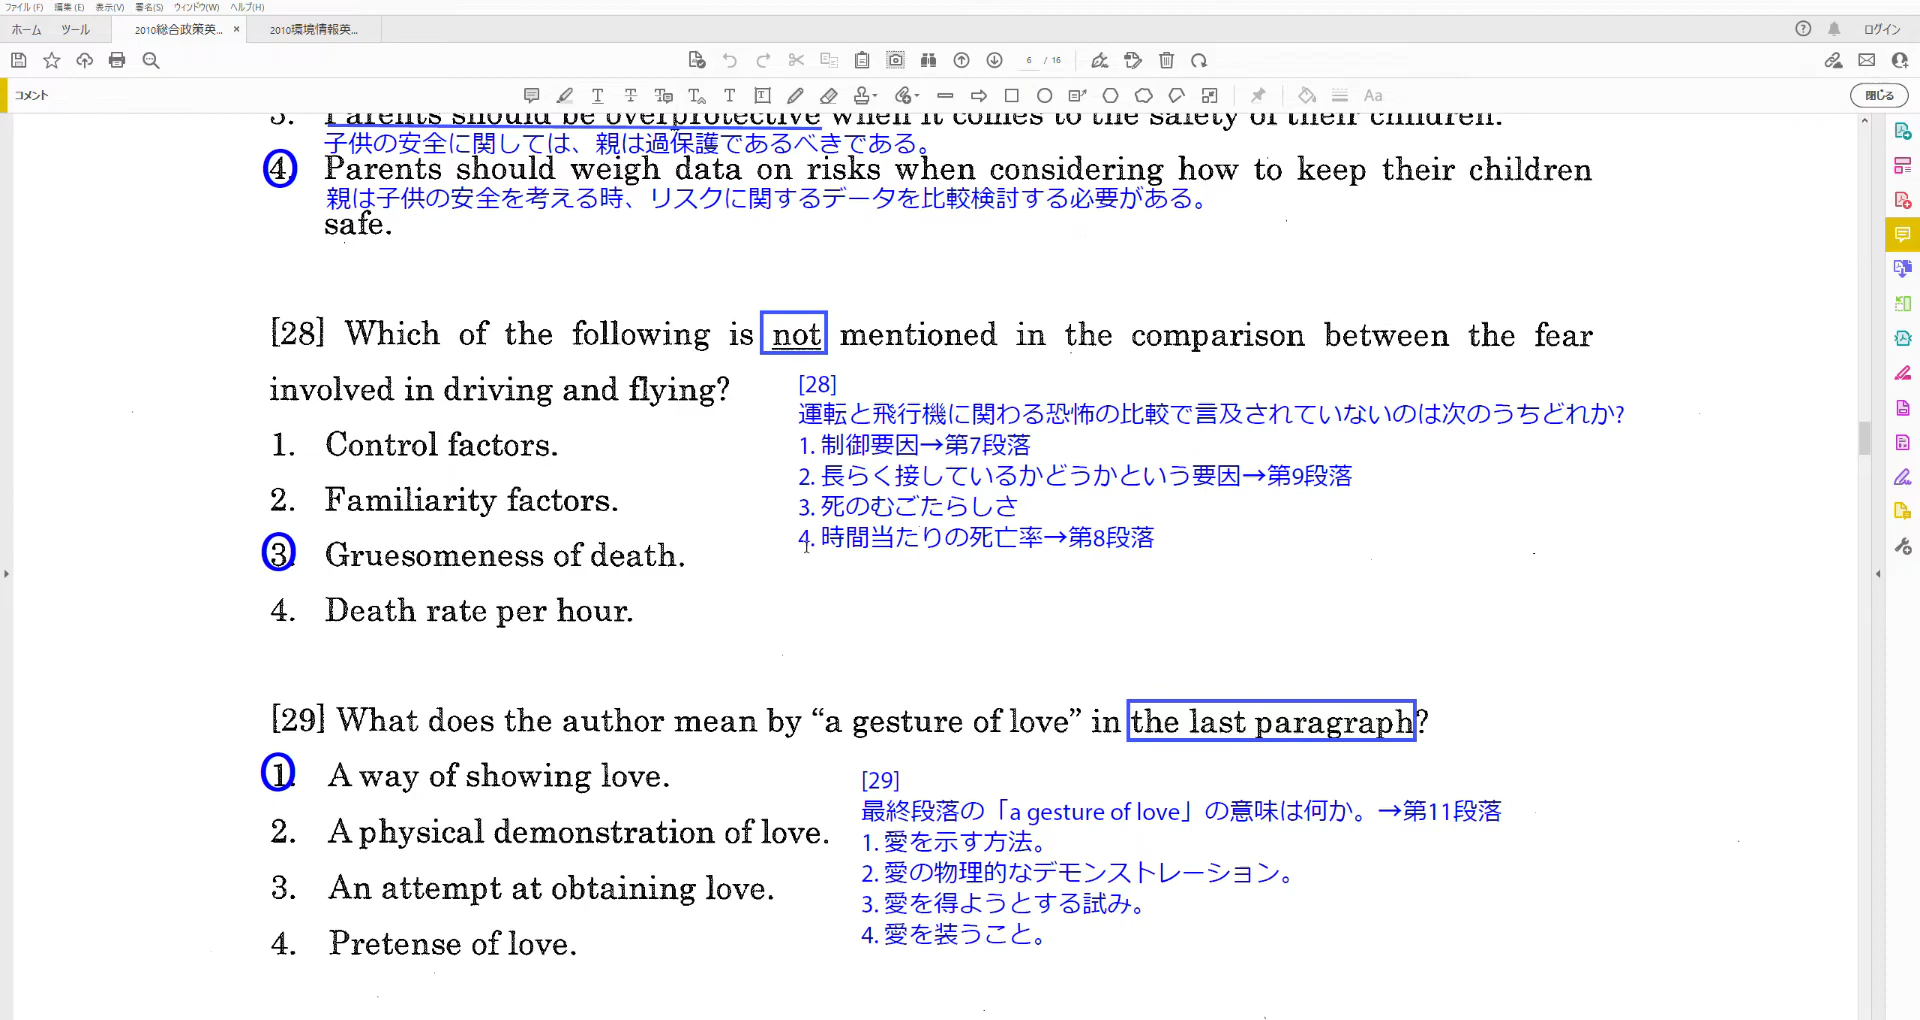 ファイル(F) 編集(E) 表示(V) 署名(S) ウィンドウ(W) ヘルプ(H)
ホーム ツール 2010総合政策英... × 2010環境情報英... ログイン
6 / 16
コメント 閉じる
3. Parents should be overprotective when it comes to the safety of their children.
子供の安全に関しては、親は過保護であるべきである。
4. Parents should weigh data on risks when considering how to keep their children
親は子供の安全を考える時、リスクに関するデータを比較検討する必要がある。
safe.
[28] Which of the following is not mentioned in the comparison between the fear
involved in driving and flying?
[28]
運転と飛行機に関わる恐怖の比較で言及されていないのは次のうちどれか?
1. Control factors.
1. 制御要因→第7段落
2. Familiarity factors.
2. 長らく接しているかどうかという要因→第9段落
3. 死のむごたらしさ
3. Gruesomeness of death.
4. 時間当たりの死亡率→第8段落
4. Death rate per hour.
[29] What does the author mean by “a gesture of love” in the last paragraph?
1. A way of showing love.
[29]
最終段落の「a gesture of love」の意味は何か。→第11段落
2. A physical demonstration of love.
1. 愛を示す方法。
2. 愛の物理的なデモンストレーション。
3. An attempt at obtaining love.
3. 愛を得ようとする試み。
4. Pretense of love.
4. 愛を装うこと。